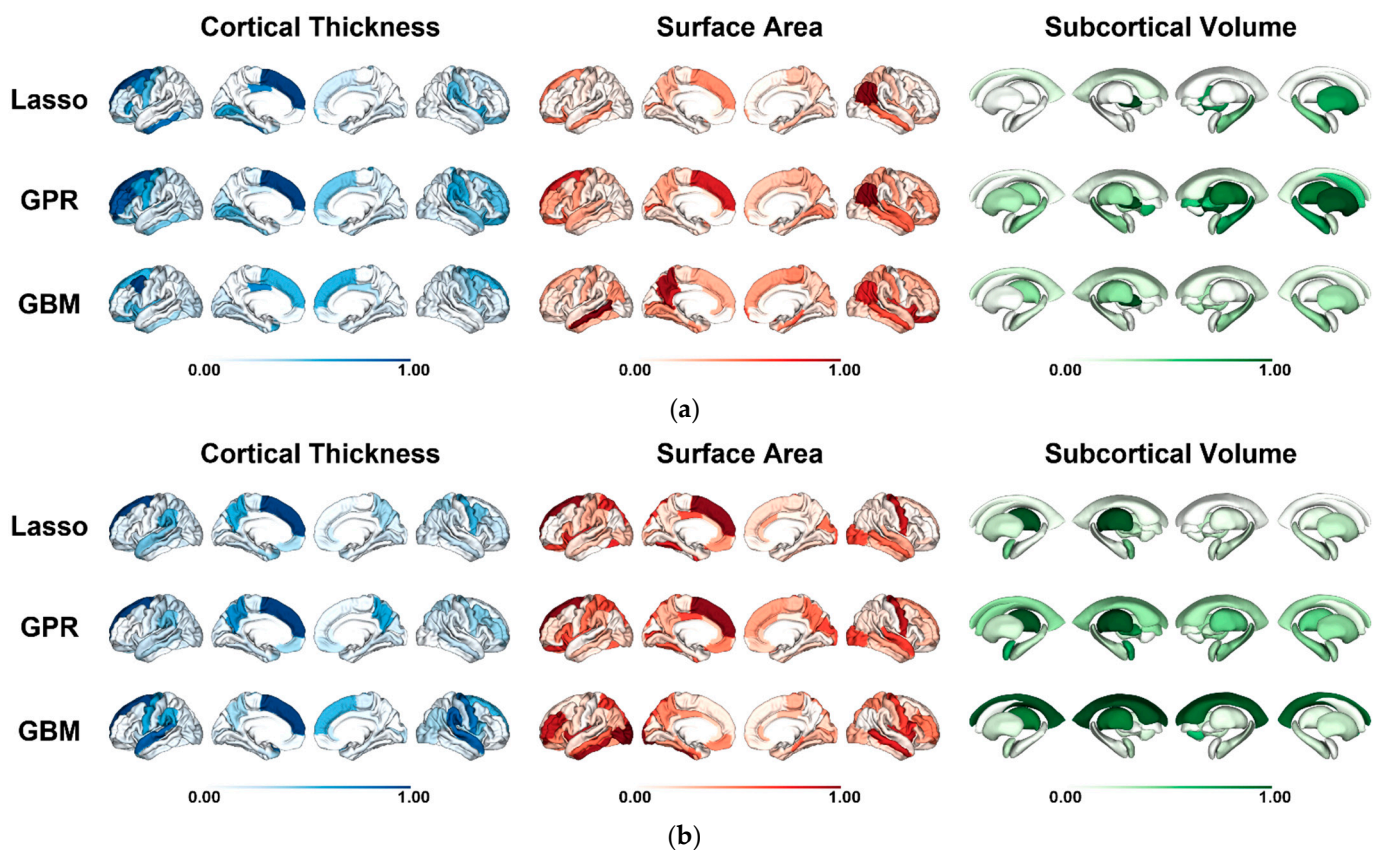 Cortical Thickness Surface Area Subcortical Volume
Lasso
GPR
GBM
0.00 1.00 0.00 1.00 0.00 1.00
(a)
Cortical Thickness Surface Area Subcortical Volume
Lasso
GPR
GBM
0.00 1.00 0.00 1.00 0.00 1.00
(b)